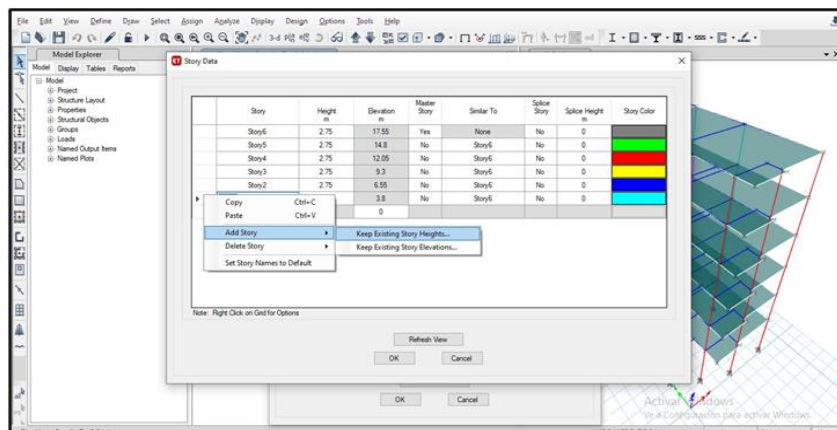 File Edit View Define Draw Select Assign Analyze Display Design Options Tools Help
Model Explorer
Model Display Tables Reports
Model
Project
Structure Layout
Properties
Structural Objects
Groups
Loads
Named Output Items
Named Plots
Story Data
Story Height m Elevation m Master Story Similar To Splice Story Splice Height m Story Color
Story6 2.75 17.55 Yes None No 0
Story5 2.75 14.8 No Story6 No 0
Story4 2.75 12.05 No Story6 No 0
Story3 2.75 9.3 No Story6 No 0
Story2 2.75 6.55 No Story6 No 0
3.8 No Story6 No 0
0
Copy Ctrl+C
Paste Ctrl+V
Add Story
Delete Story
Set Story Names to Default
Keep Existing Story Heights...
Keep Existing Story Elevations...
Note: Right Click on Grid for Options
Refresh View
OK Cancel
OK Cancel
Activar Windows
Ve a Configuración para activar Windows.